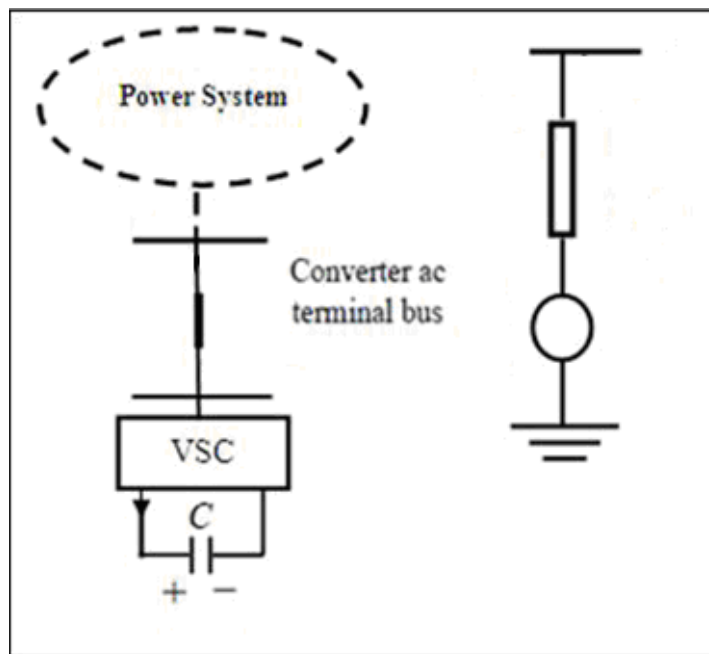 Power System
Converter ac
terminal bus
VSC
C
+ −